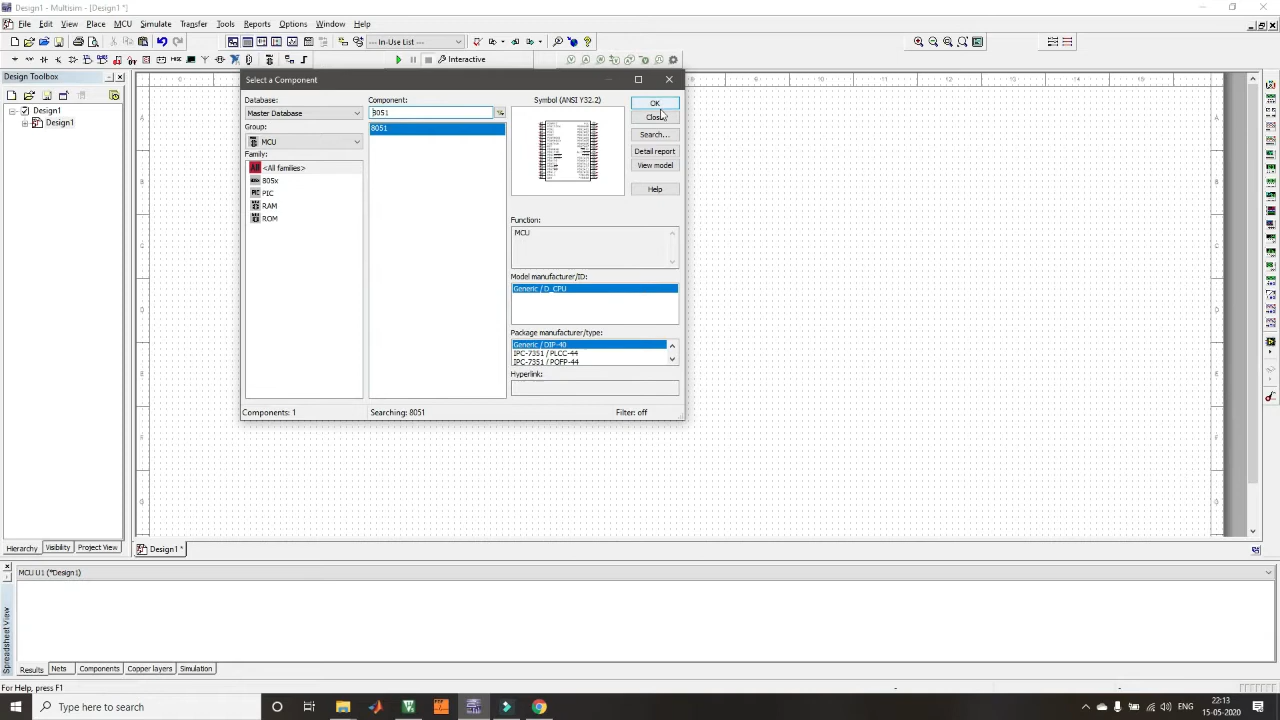 Design1 - Multisim - [Design1 *]
File Edit View Place MCU Simulate Transfer Tools Reports Options Window Help
--- In-Use List ---
Interactive
Design Toolbox
Design1
Design1
Hierarchy Visibility Project View
Select a Component
Database:
Master Database
Group:
MCU
Family:
All <All families>
805x
PIC PIC
RAM
ROM
Component:
8051
8051
Symbol (ANSI Y32.2)
OK
Close
Search...
Detail report
View model
Help
Function:
MCU
Model manufacturer/ID:
Generic / D_CPU
Package manufacturer/type:
Generic / DIP-40
IPC-7351 / PLCC-44
IPC-7351 / PQFP-44
Hyperlink:
Components: 1 Searching: 8051 Filter: off
Design1 *
MCU U1 (*Design1)
Spreadsheet View
Results Nets Components Copper layers Simulation
For Help, press F1
Type here to search
ENG
22:13
15-05-2020